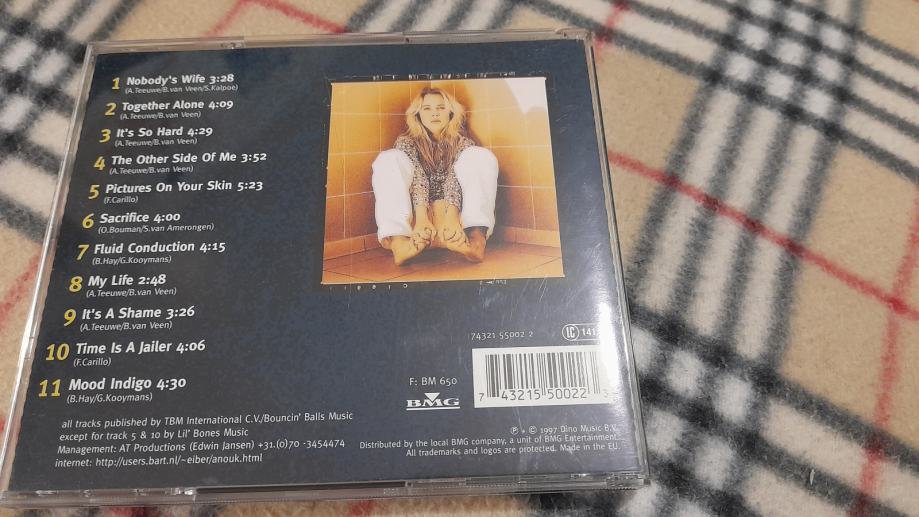 1 Nobody's Wife 3:28
(A.Teeuwe/B.van Veen/S.Kalpoe)
2 Together Alone 4:09
(A.Teeuwe/B.van Veen)
3 It's So Hard 4:29
(A.Teeuwe/B.van Veen)
4 The Other Side Of Me 3:52
(A.Teeuwe/B.van Veen)
5 Pictures On Your Skin 5:23
(F.Carillo)
6 Sacrifice 4:00
(O.Bouman/S.van Amerongen)
7 Fluid Conduction 4:15
(B.Hay/G.Kooymans)
8 My Life 2:48
(A.Teeuwe/B.van Veen)
9 It's A Shame 3:26
(A.Teeuwe/B.van Veen)
10 Time Is A Jailer 4:06
(F.Carillo)
11 Mood Indigo 4:30
(B.Hay/G.Kooymans)
all tracks published by TBM International C.V./Bouncin' Balls Music
except for track 5 & 10 by Lil' Bones Music
Management: AT Productions (Edwin Jansen) +31.(0)70 -3454474
internet: http://users.bart.nl/~eiber/anouk.html
74321 55002 2
LC 141
F: BM 650
BMG
7 43215 50022 3
℗ + © 1997 Dino Music B.V.
Distributed by the local BMG company, a unit of BMG Entertainment.
All trademarks and logos are protected. Made in the EU.